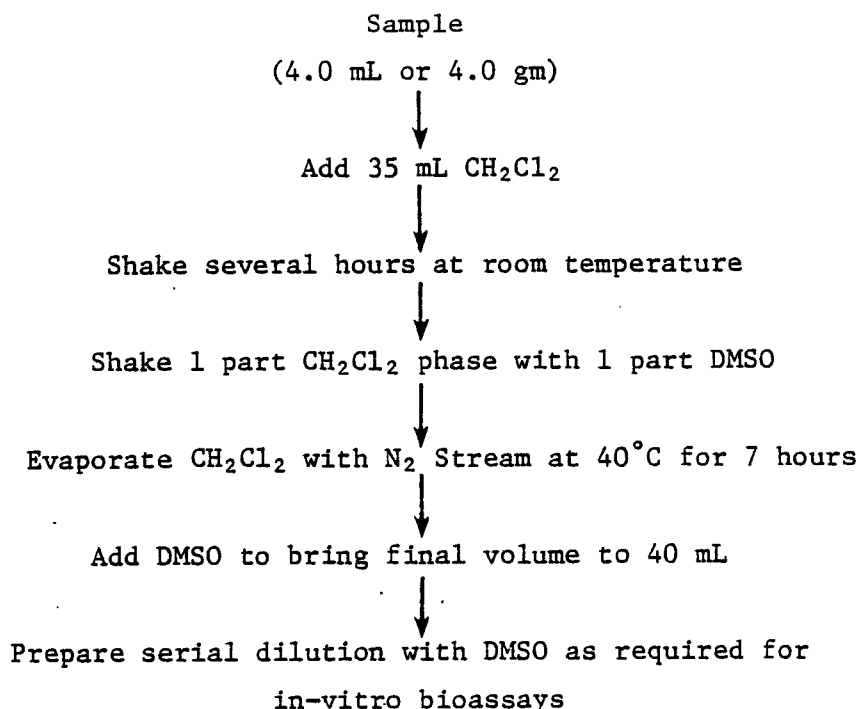 Sample
(4.0 mL or 4.0 gm)
Add 35 mL CH₂Cl₂
Shake several hours at room temperature
Shake 1 part CH₂Cl₂ phase with 1 part DMSO
Evaporate CH₂Cl₂ with N₂ Stream at 40°C for 7 hours
Add DMSO to bring final volume to 40 mL
Prepare serial dilution with DMSO as required for
in-vitro bioassays